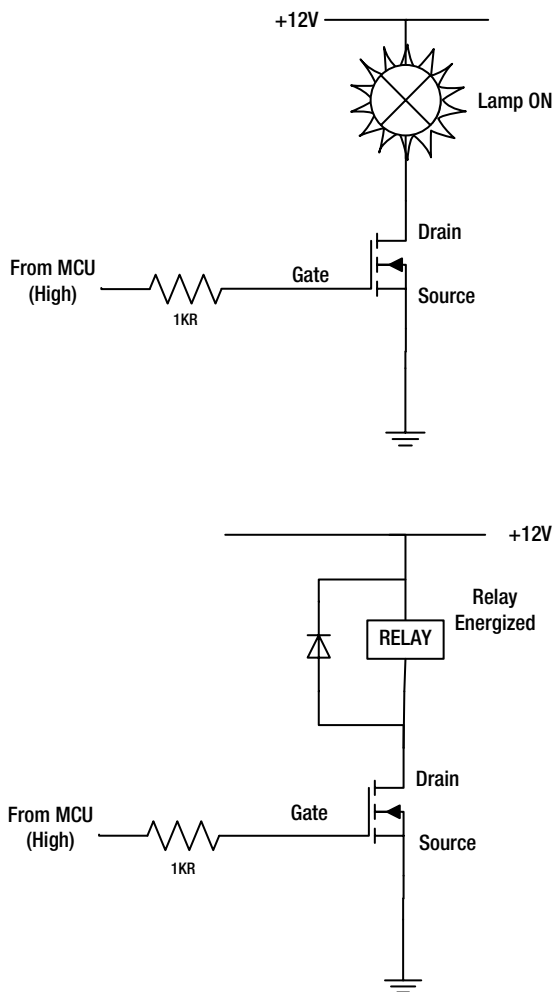 +12V
Lamp ON
Drain
From MCU
(High)
Gate
Source
1KR
+12V
Relay
Energized
RELAY
Drain
From MCU
(High)
Gate
Source
1KR